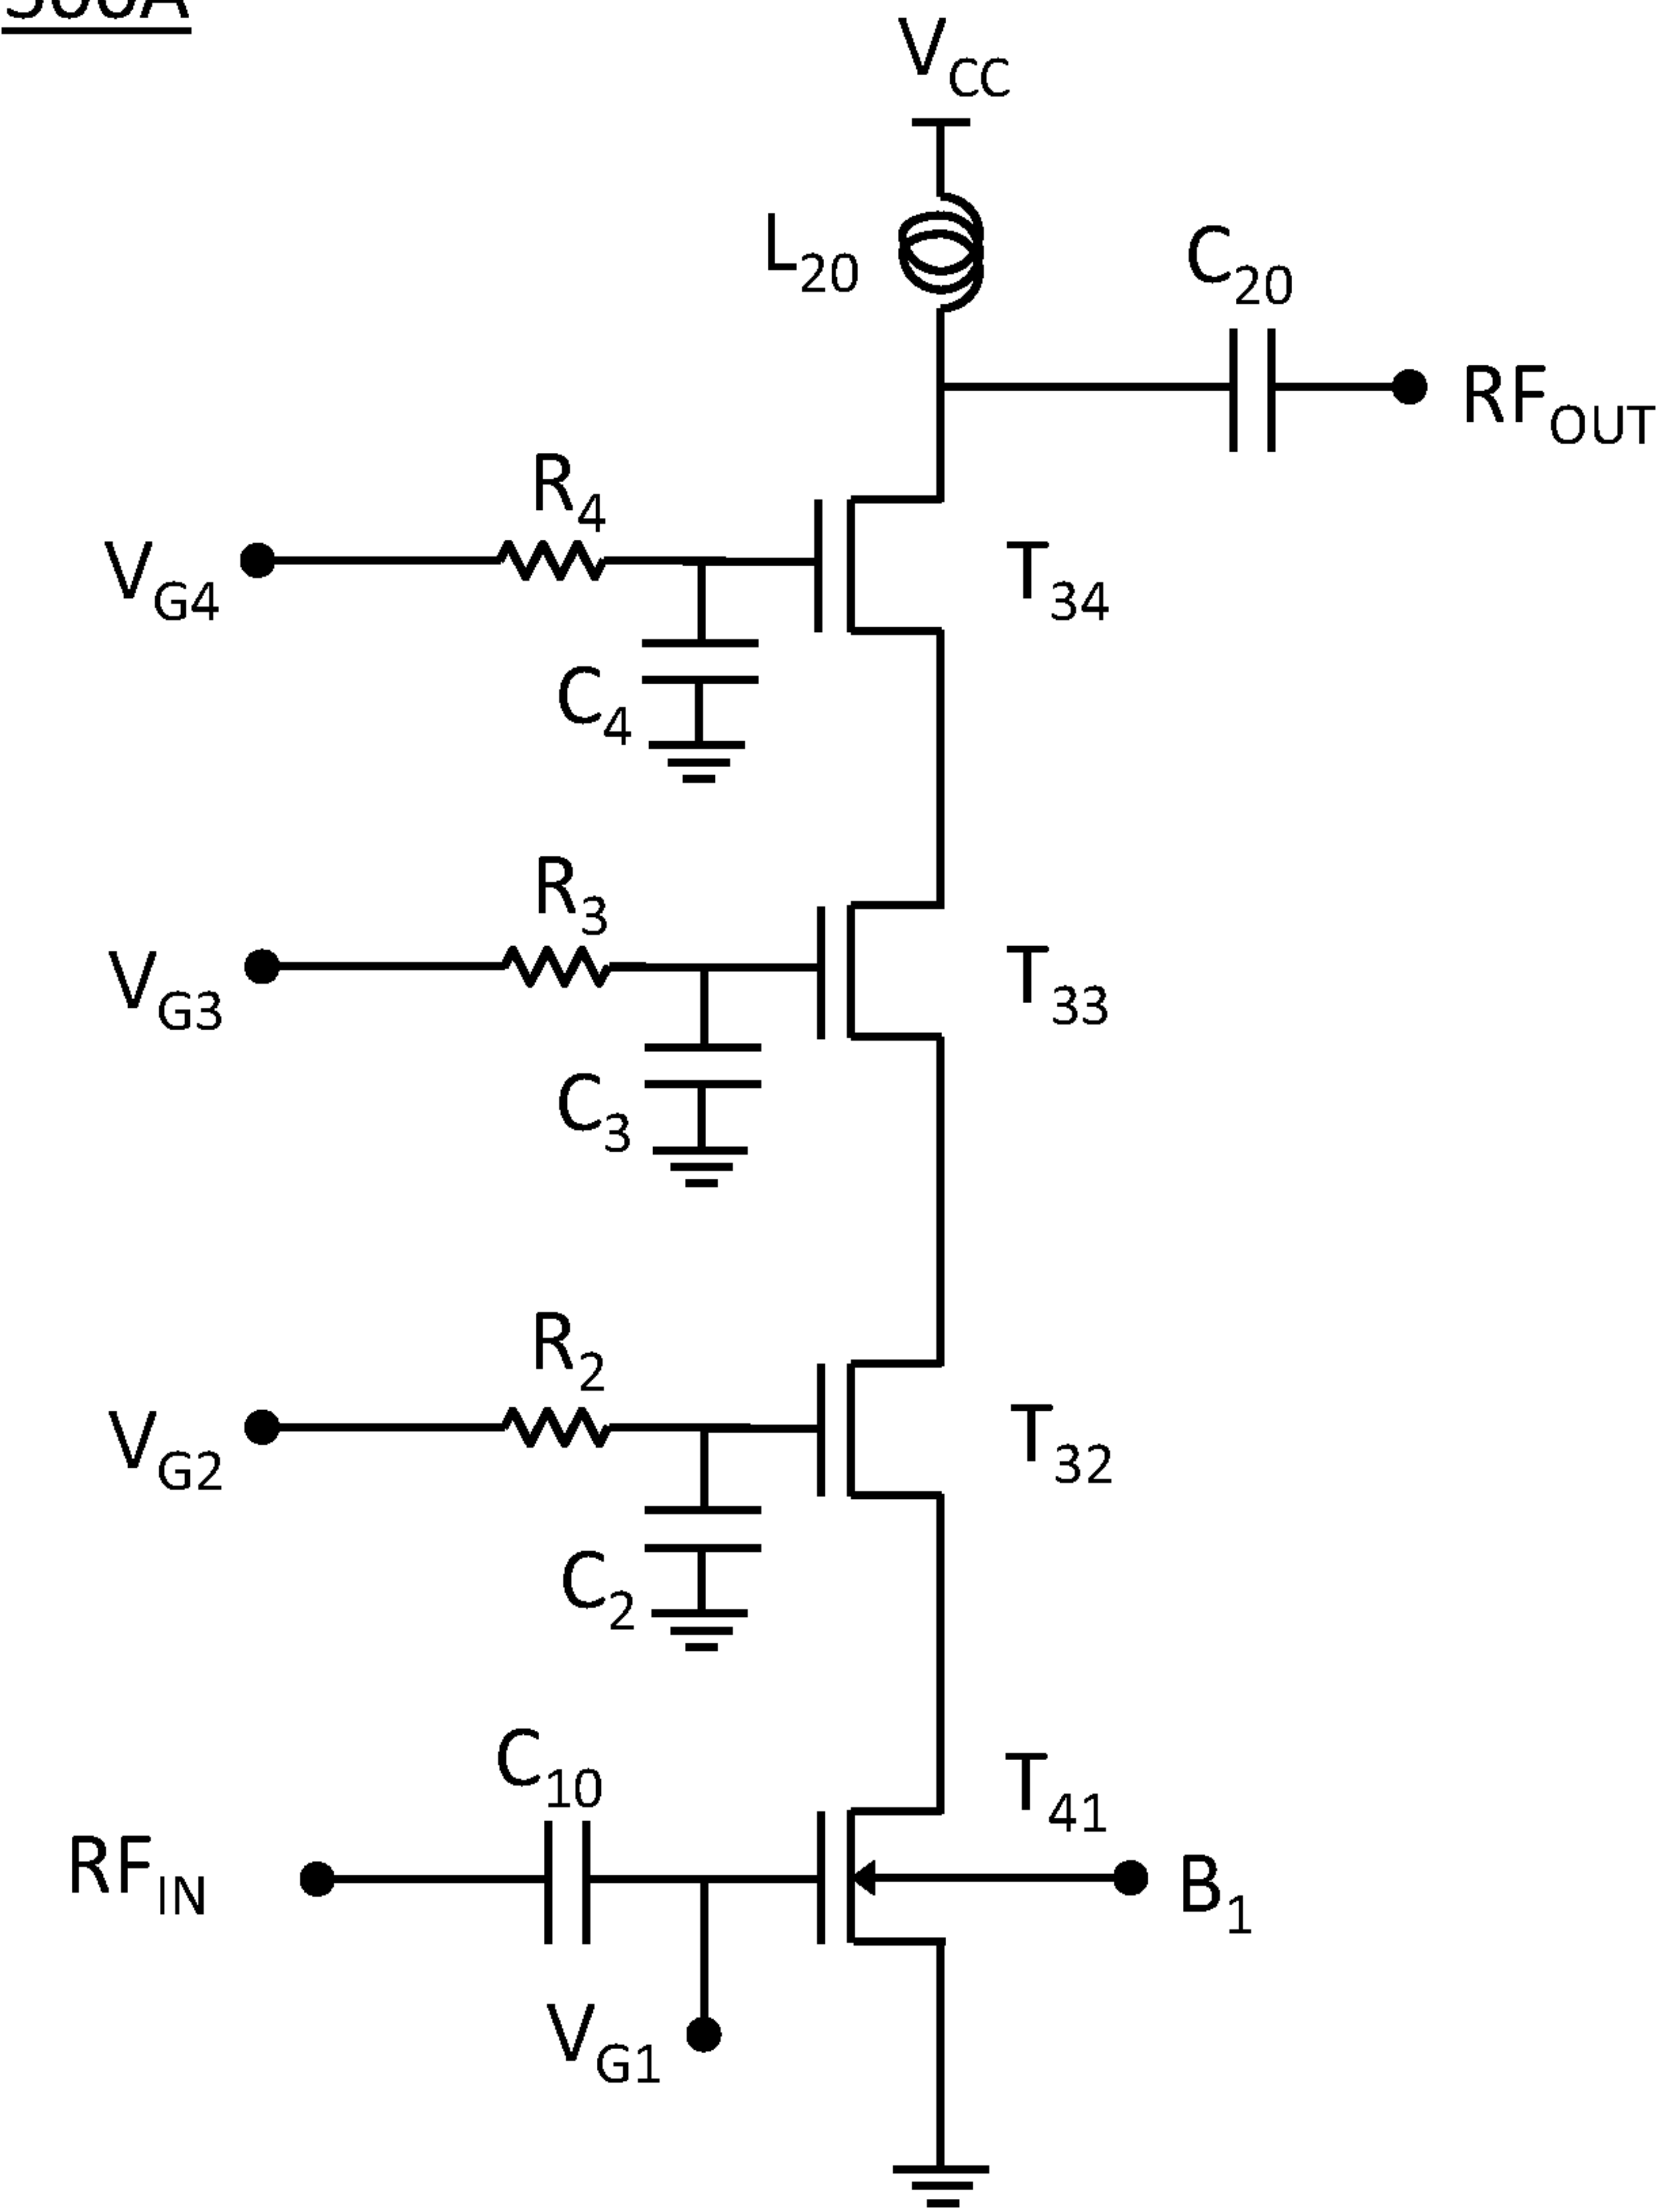 V_CC
L_20
C_20
RF_OUT
R_4
V_G4
T_34
C_4
R_3
V_G3
T_33
C_3
R_2
V_G2
T_32
C_2
C_10
T_41
RF_IN
B_1
V_G1